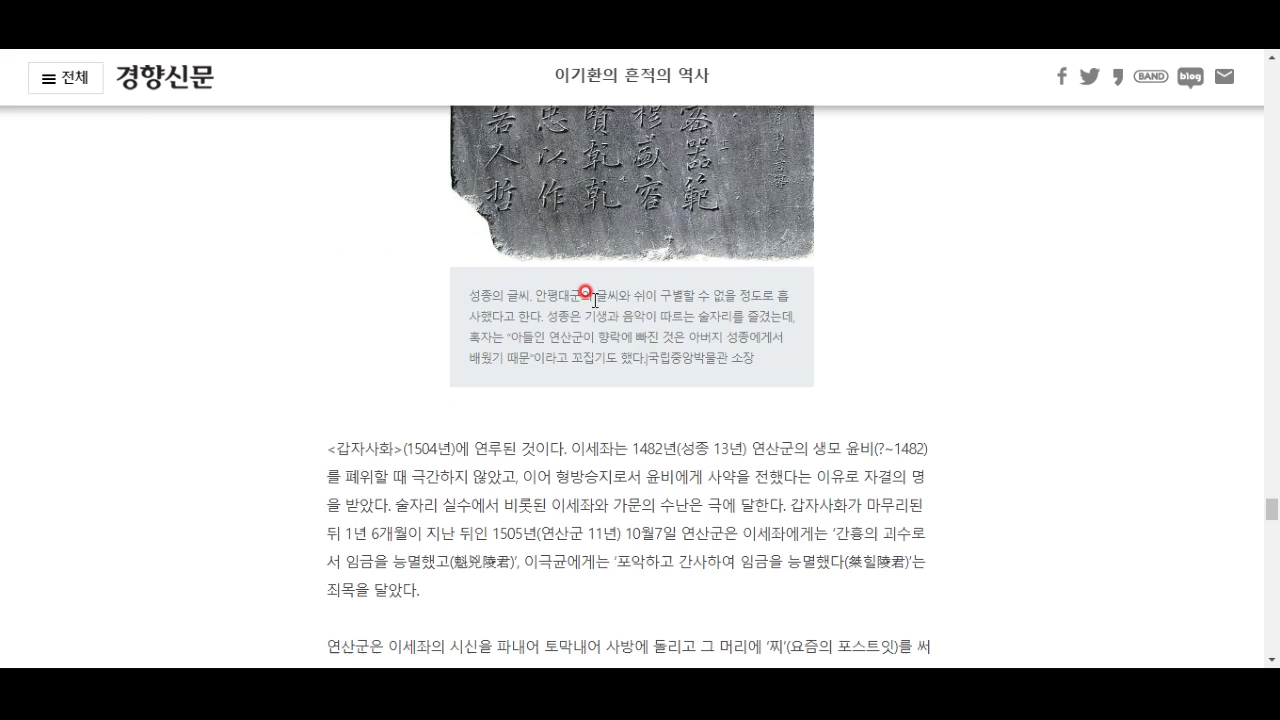 전체
경향신문
이기환의 흔적의 역사
BAND
blog
若 忠 賢 穆 密
人 以 乾 盛 器
哲 作 乾 容 範
성종의 글씨. 안평대군의 글씨와 쉬이 구별할 수 없을 정도로 흡
사했다고 한다. 성종은 기생과 음악이 따르는 술자리를 즐겼는데,
혹자는 “아들인 연산군이 향락에 빠진 것은 아버지 성종에게서
배웠기 때문”이라고 꼬집기도 했다.|국립중앙박물관 소장
<갑자사화>(1504년)에 연루된 것이다. 이세좌는 1482년(성종 13년) 연산군의 생모 윤비(?~1482)
를 폐위할 때 극간하지 않았고, 이어 형방승지로서 윤비에게 사약을 전했다는 이유로 자결의 명
을 받았다. 술자리 실수에서 비롯된 이세좌와 가문의 수난은 극에 달한다. 갑자사화가 마무리된
뒤 1년 6개월이 지난 뒤인 1505년(연산군 11년) 10월7일 연산군은 이세좌에게는 ‘간흉의 괴수로
서 임금을 능멸했고(魁兇陵君)’, 이극균에게는 ‘포악하고 간사하여 임금을 능멸했다(桀힐陵君)’는
죄목을 달았다.
연산군은 이세좌의 시신을 파내어 토막내어 사방에 돌리고 그 머리에 ‘찌’(요즘의 포스트잇)를 써